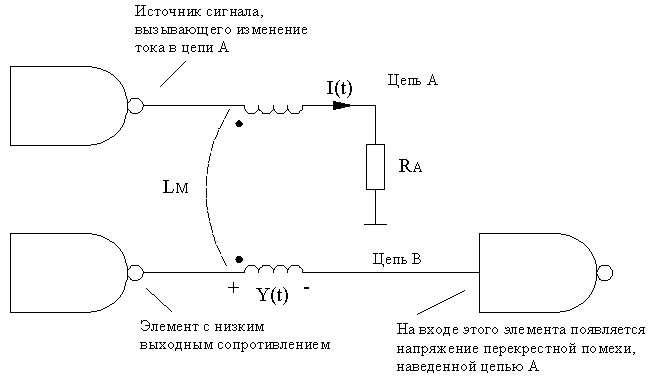 Источник сигнала,
вызывающего изменение
тока в цепи А
Цепь А
I(t)
RA
LM
Цепь В
+ Y(t) -
Элемент с низким
выходным сопротивлением
На входе этого элемента появляется
напряжение перекрестной помехи,
наведенной цепью А